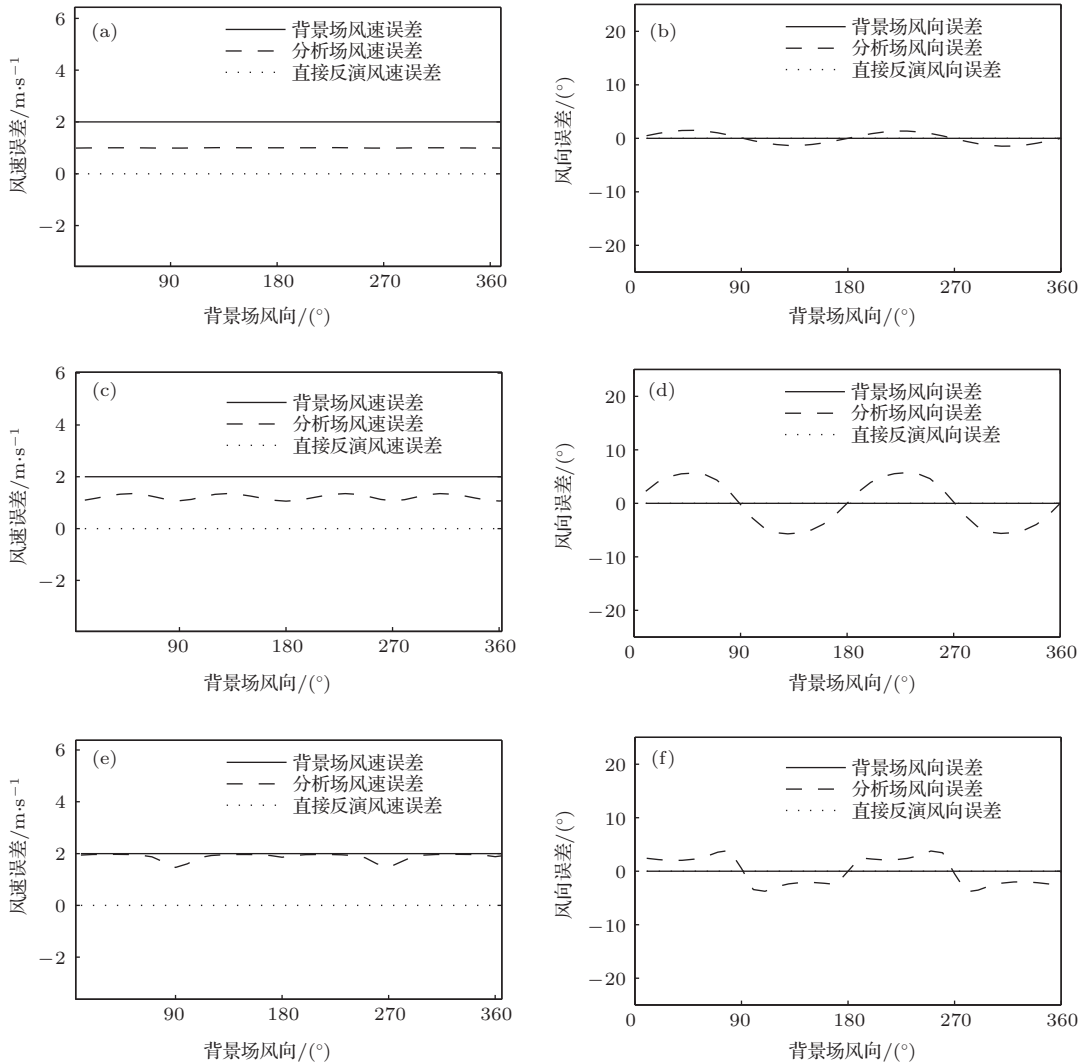 (a)
背景场风速误差
分析场风速误差
直接反演风速误差
6
4
2
0
−2
风速误差/m·s⁻¹
90
180
270
360
背景场风向/(°)
(b)
背景场风向误差
分析场风向误差
直接反演风向误差
20
10
0
−10
−20
风向误差/(°)
0
90
180
270
360
背景场风向/(°)
(c)
背景场风速误差
分析场风速误差
直接反演风速误差
6
4
2
0
−2
风速误差/m·s⁻¹
90
180
270
360
背景场风向/(°)
(d)
背景场风向误差
分析场风向误差
直接反演风向误差
20
10
0
−10
−20
风向误差/(°)
0
90
180
270
360
背景场风向/(°)
(e)
背景场风速误差
分析场风速误差
直接反演风速误差
6
4
2
0
−2
风速误差/m·s⁻¹
90
180
270
360
背景场风向/(°)
(f)
背景场风向误差
分析场风向误差
直接反演风向误差
20
10
0
−10
−20
风向误差/(°)
0
90
180
270
360
背景场风向/(°)